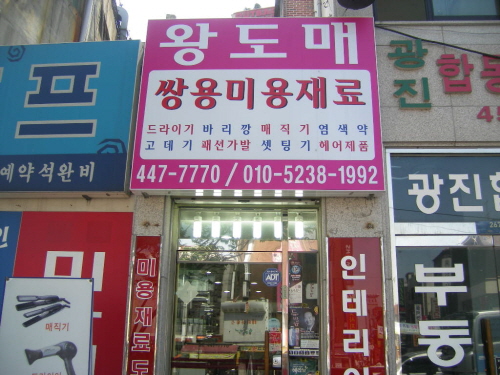 왕도매
쌍용미용재료
드라이기 바리깡 매직기 염색약
고데기 패션가발 셋팅기 헤어제품
447-7770 / 010-5238-1992
프
예약석완비
광진 합동
45
광진합
부동
인테리어
미용재료도
매직기
ADT